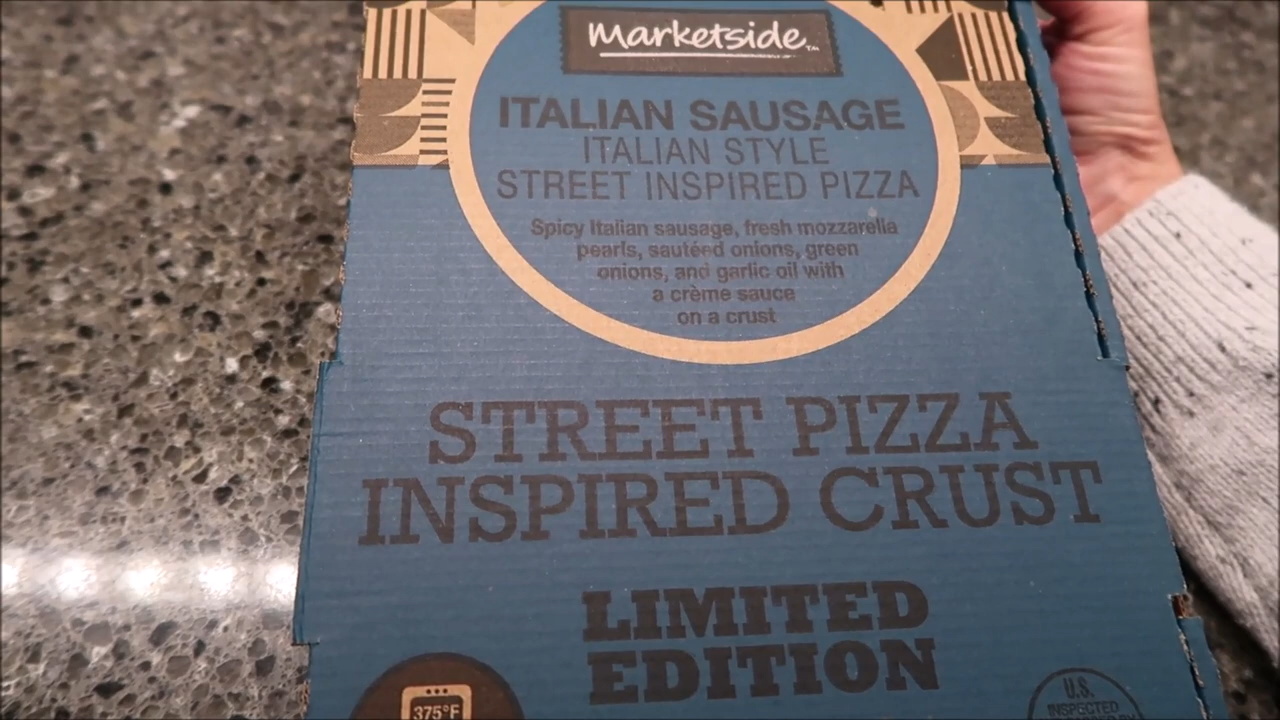 Marketside™
ITALIAN SAUSAGE
ITALIAN STYLE
STREET INSPIRED PIZZA
Spicy Italian sausage, fresh mozzarella
pearls, sautéed onions, green
onions, and garlic oil with
a crème sauce
on a crust
STREET PIZZA
INSPIRED CRUST
LIMITED
EDITION
375°F
U.S.
INSPECTED